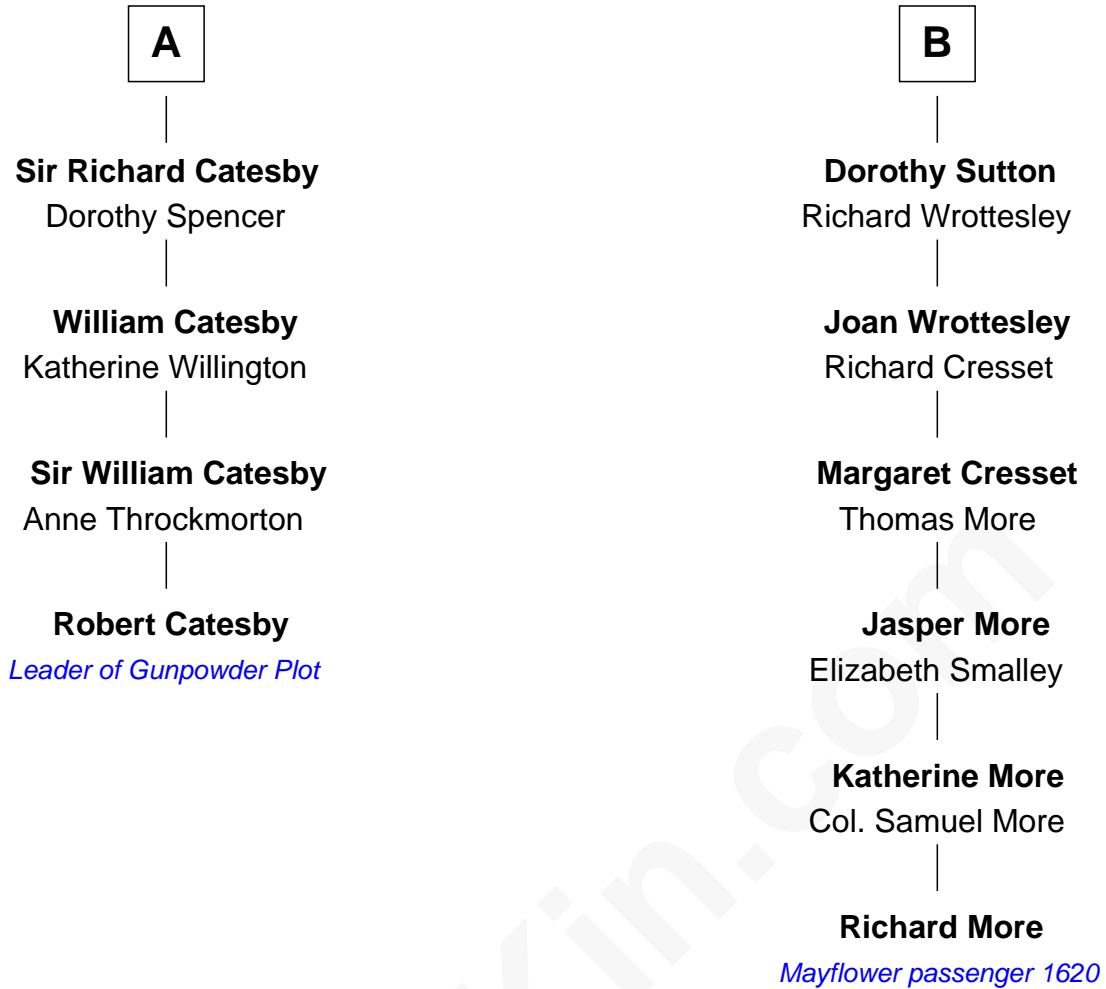 A
Sir Richard Catesby
Dorothy Spencer
William Catesby
Katherine Willington
Sir William Catesby
Anne Throckmorton
Robert Catesby
Leader of Gunpowder Plot
B
Dorothy Sutton
Richard Wrottesley
Joan Wrottesley
Richard Cresset
Margaret Cresset
Thomas More
Jasper More
Elizabeth Smalley
Katherine More
Col. Samuel More
Richard More
Mayflower passenger 1620
Kin.com